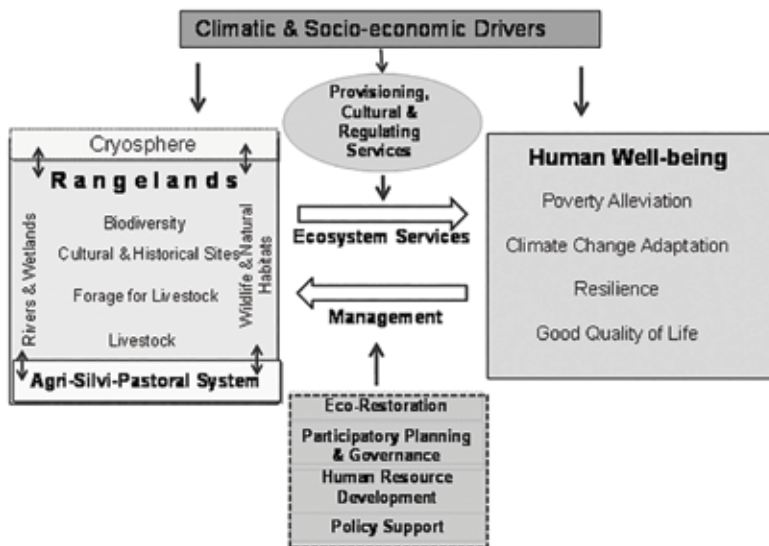 Climatic & Socio-economic Drivers
Provisioning,
Cultural &
Regulating
Services
Cryosphere
Rangelands
Biodiversity
Cultural & Historical Sites
Forage for Livestock
Livestock
Rivers & Wetlands
Wildlife & Natural
Habitats
Agri-Silvi-Pastoral System
Ecosystem Services
Management
Human Well-being
Poverty Alleviation
Climate Change Adaptation
Resilience
Good Quality of Life
Eco-Restoration
Participatory Planning
& Governance
Human Resource
Development
Policy Support